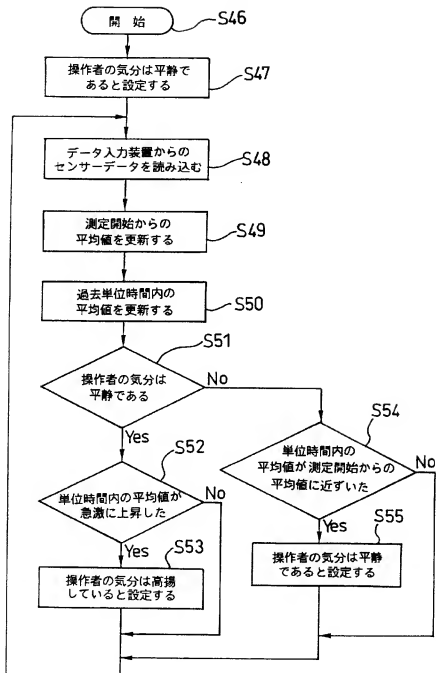 開始
S46
操作者の気分は平静で
あると設定する
S47
データ入力装置からの
センサーデータを読み込む
S48
測定開始からの
平均値を更新する
S49
過去単位時間内の
平均値を更新する
S50
S51
操作者の気分は
平静である
No
Yes
S52
単位時間内の平均値が
急激に上昇した
No
Yes
S53
操作者の気分は高揚
していると設定する
S54
単位時間内の
平均値が測定開始からの
平均値に近ずいた
No
Yes
S55
操作者の気分は平静
であると設定する